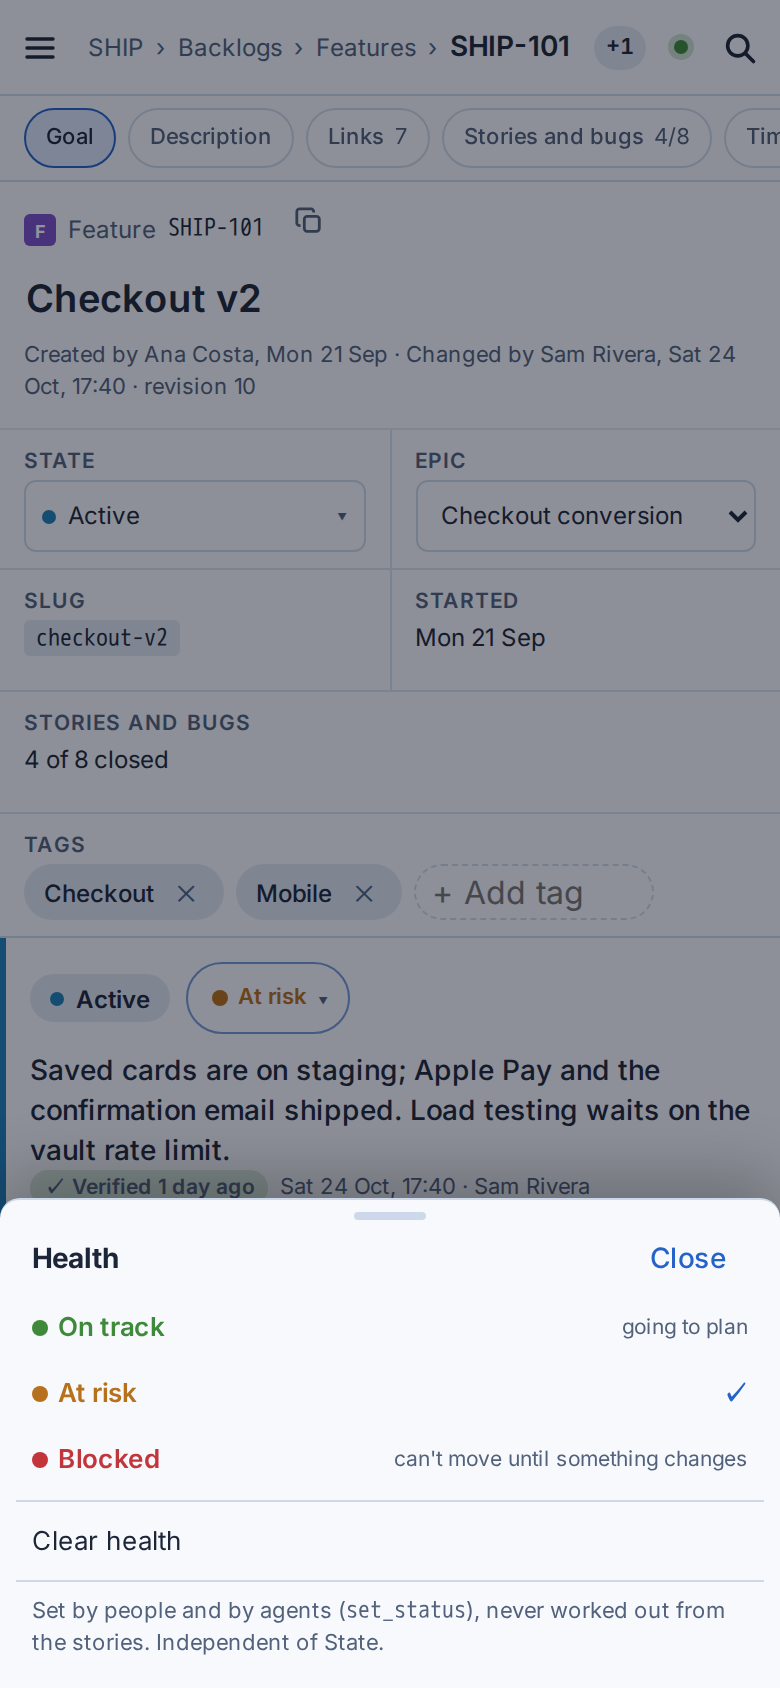 SHIP › Backlogs › Features › SHIP-101 +1
Goal Description Links 7 Stories and bugs 4/8 Tim
F Feature SHIP-101
Checkout v2
Created by Ana Costa, Mon 21 Sep · Changed by Sam Rivera, Sat 24
Oct, 17:40 · revision 10
STATE EPIC
Active Checkout conversion
SLUG STARTED
checkout-v2 Mon 21 Sep
STORIES AND BUGS
4 of 8 closed
TAGS
Checkout × Mobile × + Add tag
Active At risk
Saved cards are on staging; Apple Pay and the
confirmation email shipped. Load testing waits on the
vault rate limit.
✓ Verified 1 day ago Sat 24 Oct, 17:40 · Sam Rivera
Health Close
On track going to plan
At risk ✓
Blocked can't move until something changes
Clear health
Set by people and by agents (set_status), never worked out from
the stories. Independent of State.